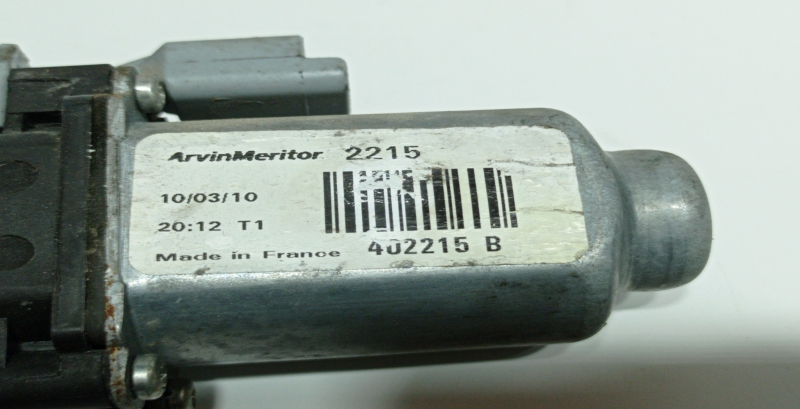 ArvinMeritor 2215
10/03/10
20:12 T1
Made in France 402215 B